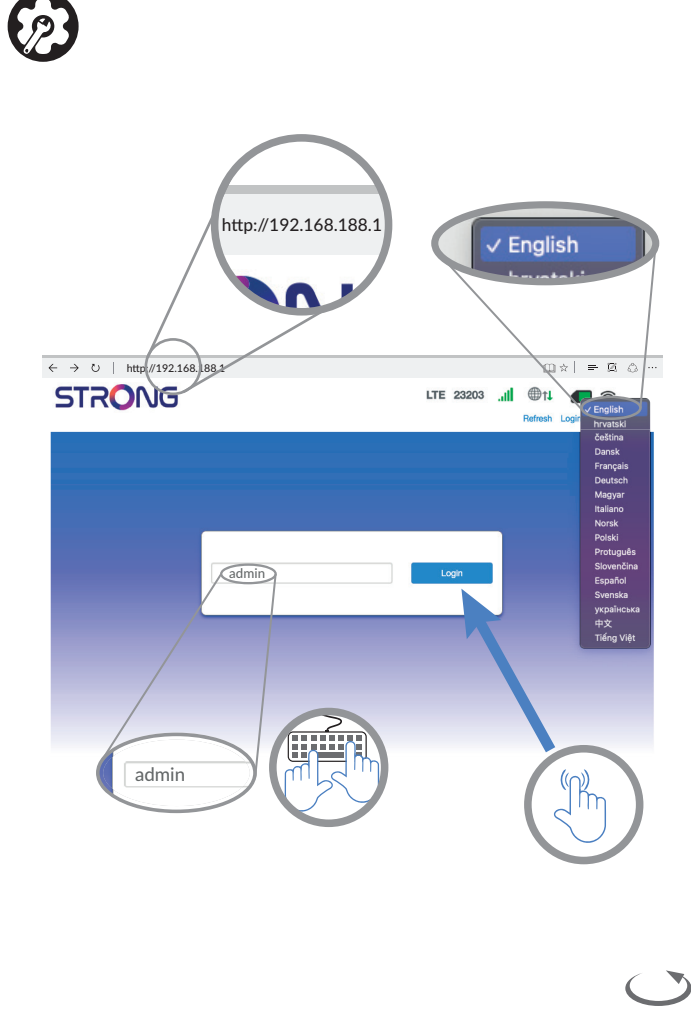 http://192.168.188.1
✓ English
hrvatski
http://192.168.188.1
STRONG
LTE 23203
Refresh Login
✓ English
hrvatski
čeština
Dansk
Français
Deutsch
Magyar
Italiano
Norsk
Polski
Protuguês
Slovenčina
Español
Svenska
українська
中文
Tiếng Việt
admin
Login
admin